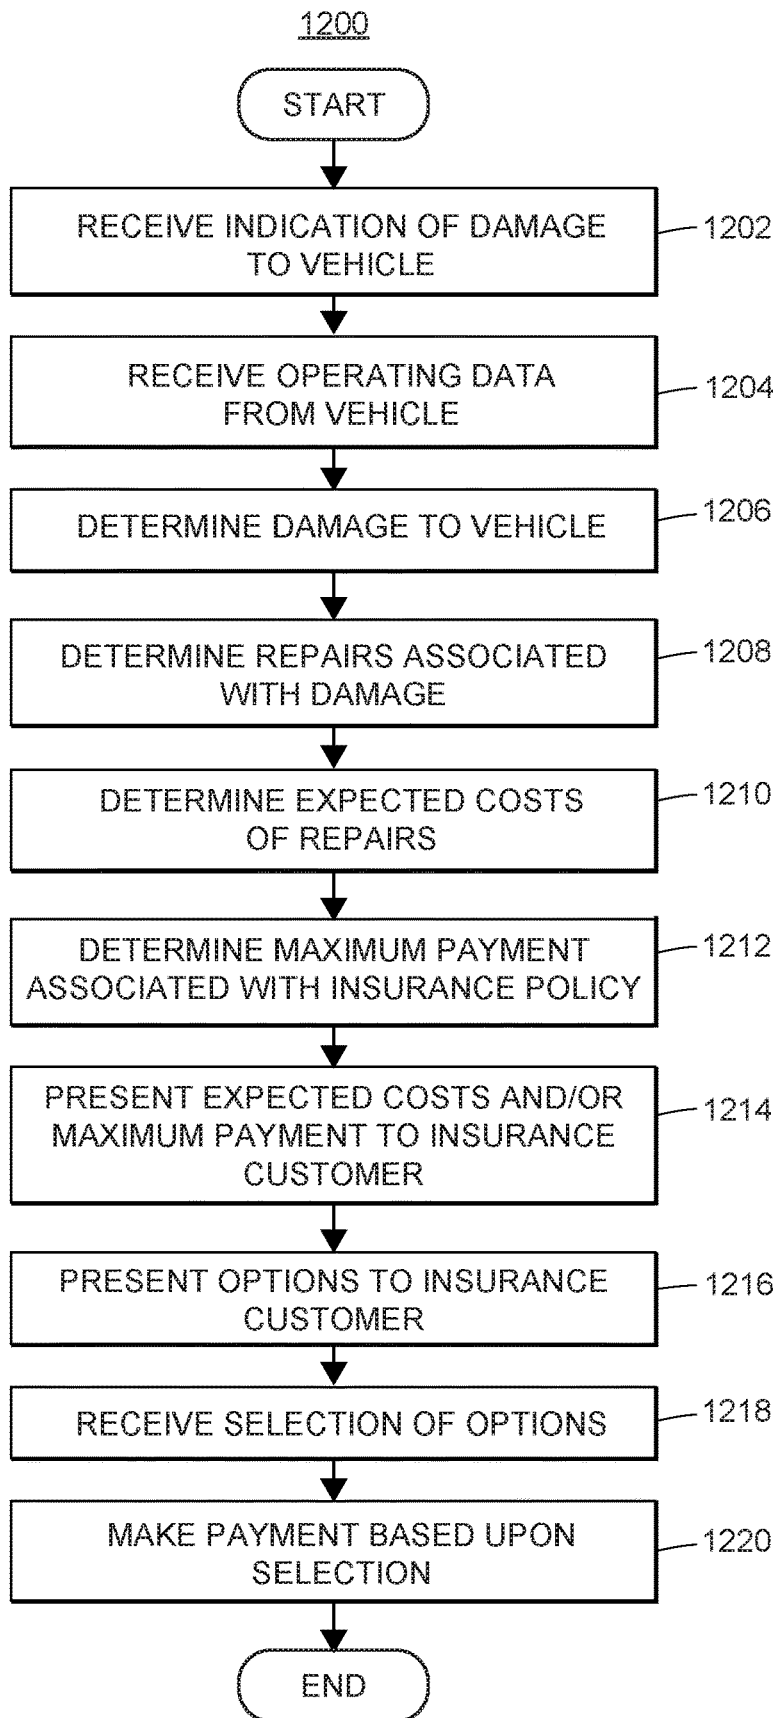 1200
START
RECEIVE INDICATION OF DAMAGE
TO VEHICLE
1202
RECEIVE OPERATING DATA
FROM VEHICLE
1204
DETERMINE DAMAGE TO VEHICLE
1206
DETERMINE REPAIRS ASSOCIATED
WITH DAMAGE
1208
DETERMINE EXPECTED COSTS
OF REPAIRS
1210
DETERMINE MAXIMUM PAYMENT
ASSOCIATED WITH INSURANCE POLICY
1212
PRESENT EXPECTED COSTS AND/OR
MAXIMUM PAYMENT TO INSURANCE
CUSTOMER
1214
PRESENT OPTIONS TO INSURANCE
CUSTOMER
1216
RECEIVE SELECTION OF OPTIONS
1218
MAKE PAYMENT BASED UPON
SELECTION
1220
END